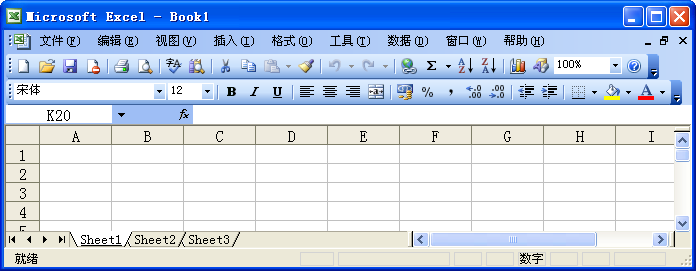 Microsoft Excel - Book1
文件(F) 编辑(E) 视图(V) 插入(I) 格式(O) 工具(T) 数据(D) 窗口(W) 帮助(H)
100%
宋体 12 B I U % ,
K20 fx
A B C D E F G H I
1
2
3
4
5
Sheet1 Sheet2 Sheet3
就绪 数字